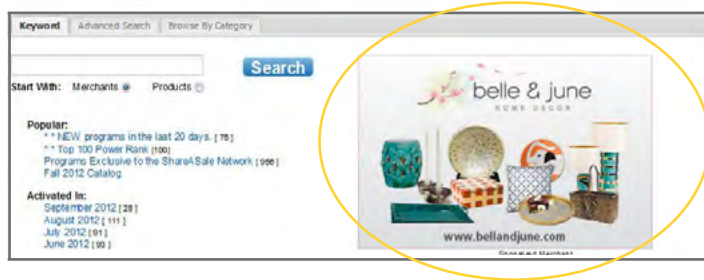 Keyword Advanced Search Browse By Category
Search
Start With: Merchants Products
Popular:
* * NEW programs in the last 20 days. [ 75 ]
* * Top 100 Power Rank [100]
Programs Exclusive to the ShareASale Network [ 956 ]
Fall 2012 Catalog
Activated In:
September 2012 [ 28 ]
August 2012 [ 111 ]
July 2012 [ 91 ]
June 2012 [ 93 ]
belle & june
HOME DECOR
www.bellandjune.com